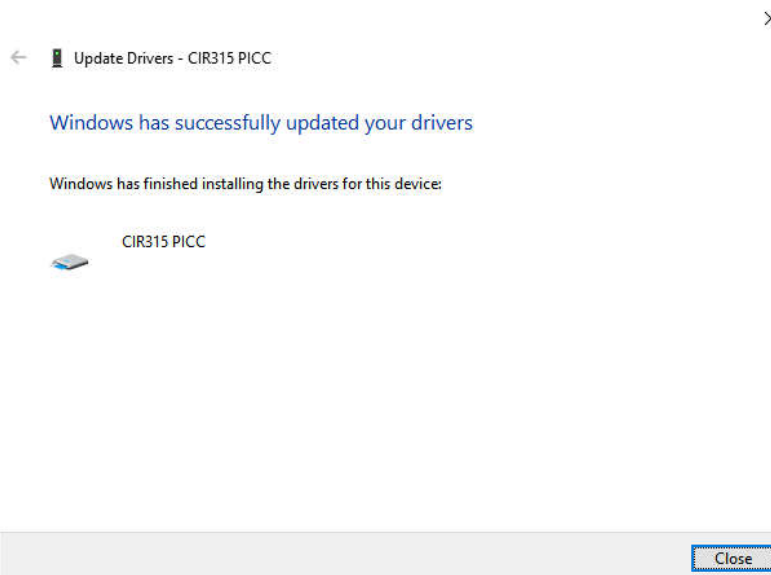 Update Drivers - CIR315 PICC
Windows has successfully updated your drivers
Windows has finished installing the drivers for this device:
CIR315 PICC
Close